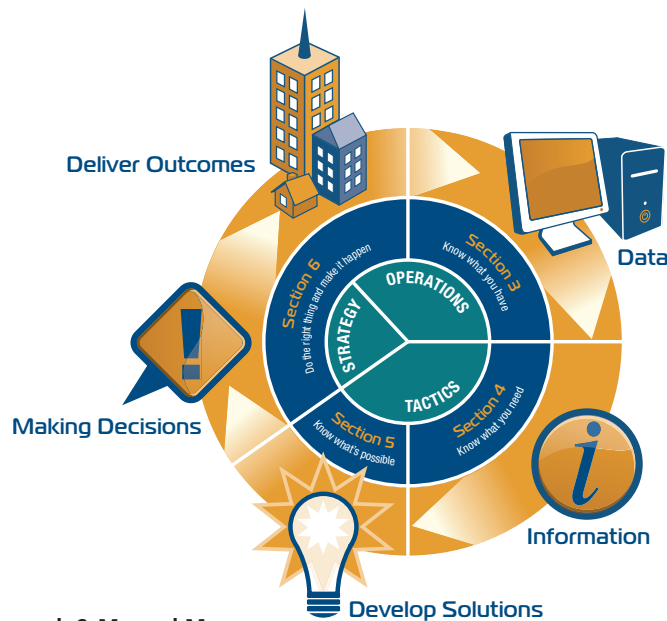 Deliver Outcomes
Data
Section 6
Do the right thing and make it happen
Section 3
Know what you have
OPERATIONS
STRATEGY
TACTICS
Making Decisions
Section 5
Know what's possible
Section 4
Know what you need
i
Information
Develop Solutions